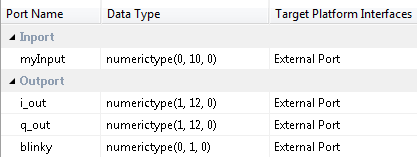 Port Name Data Type Target Platform Interfaces
Inport
myInput numerictype(0, 10, 0) External Port
Outport
i_out numerictype(1, 12, 0) External Port
q_out numerictype(1, 12, 0) External Port
blinky numerictype(0, 1, 0) External Port